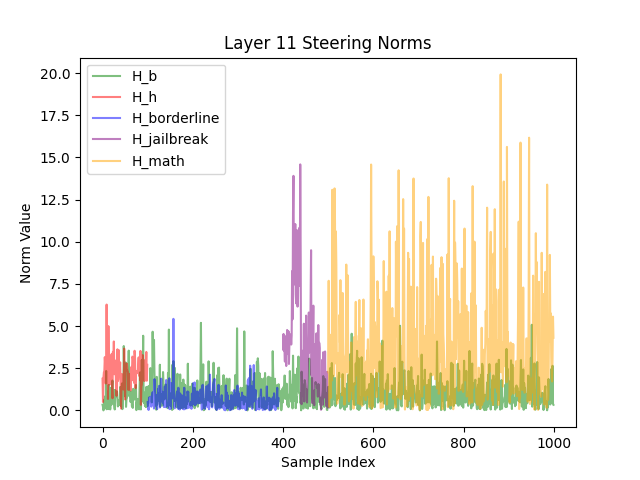 Layer 11 Steering Norms
H_b
H_h
H_borderline
H_jailbreak
H_math
20.0
17.5
15.0
12.5
10.0
7.5
5.0
2.5
0.0
Norm Value
0
200
400
600
800
1000
Sample Index